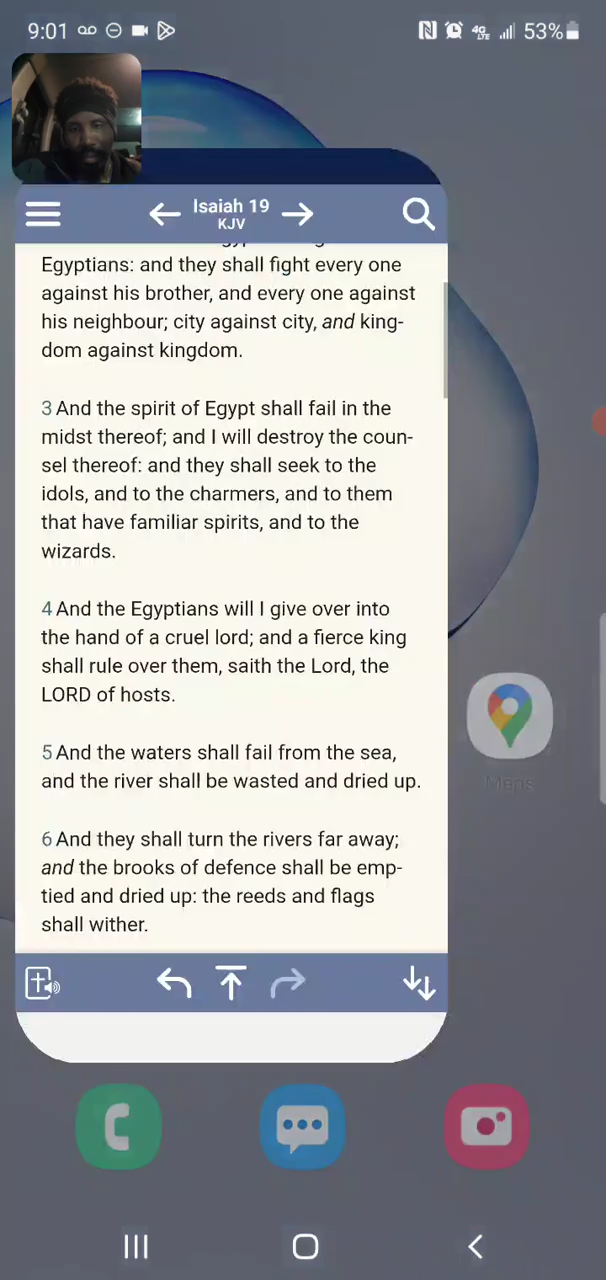 9:01
4G LTE 53%
Isaiah 19
KJV
Egyptians: and they shall fight every one
against his brother, and every one against
his neighbour; city against city, and king-
dom against kingdom.
3 And the spirit of Egypt shall fail in the
midst thereof; and I will destroy the coun-
sel thereof: and they shall seek to the
idols, and to the charmers, and to them
that have familiar spirits, and to the
wizards.
4 And the Egyptians will I give over into
the hand of a cruel lord; and a fierce king
shall rule over them, saith the Lord, the
LORD of hosts.
5 And the waters shall fail from the sea,
and the river shall be wasted and dried up.
6 And they shall turn the rivers far away;
and the brooks of defence shall be emp-
tied and dried up: the reeds and flags
shall wither.
Maps